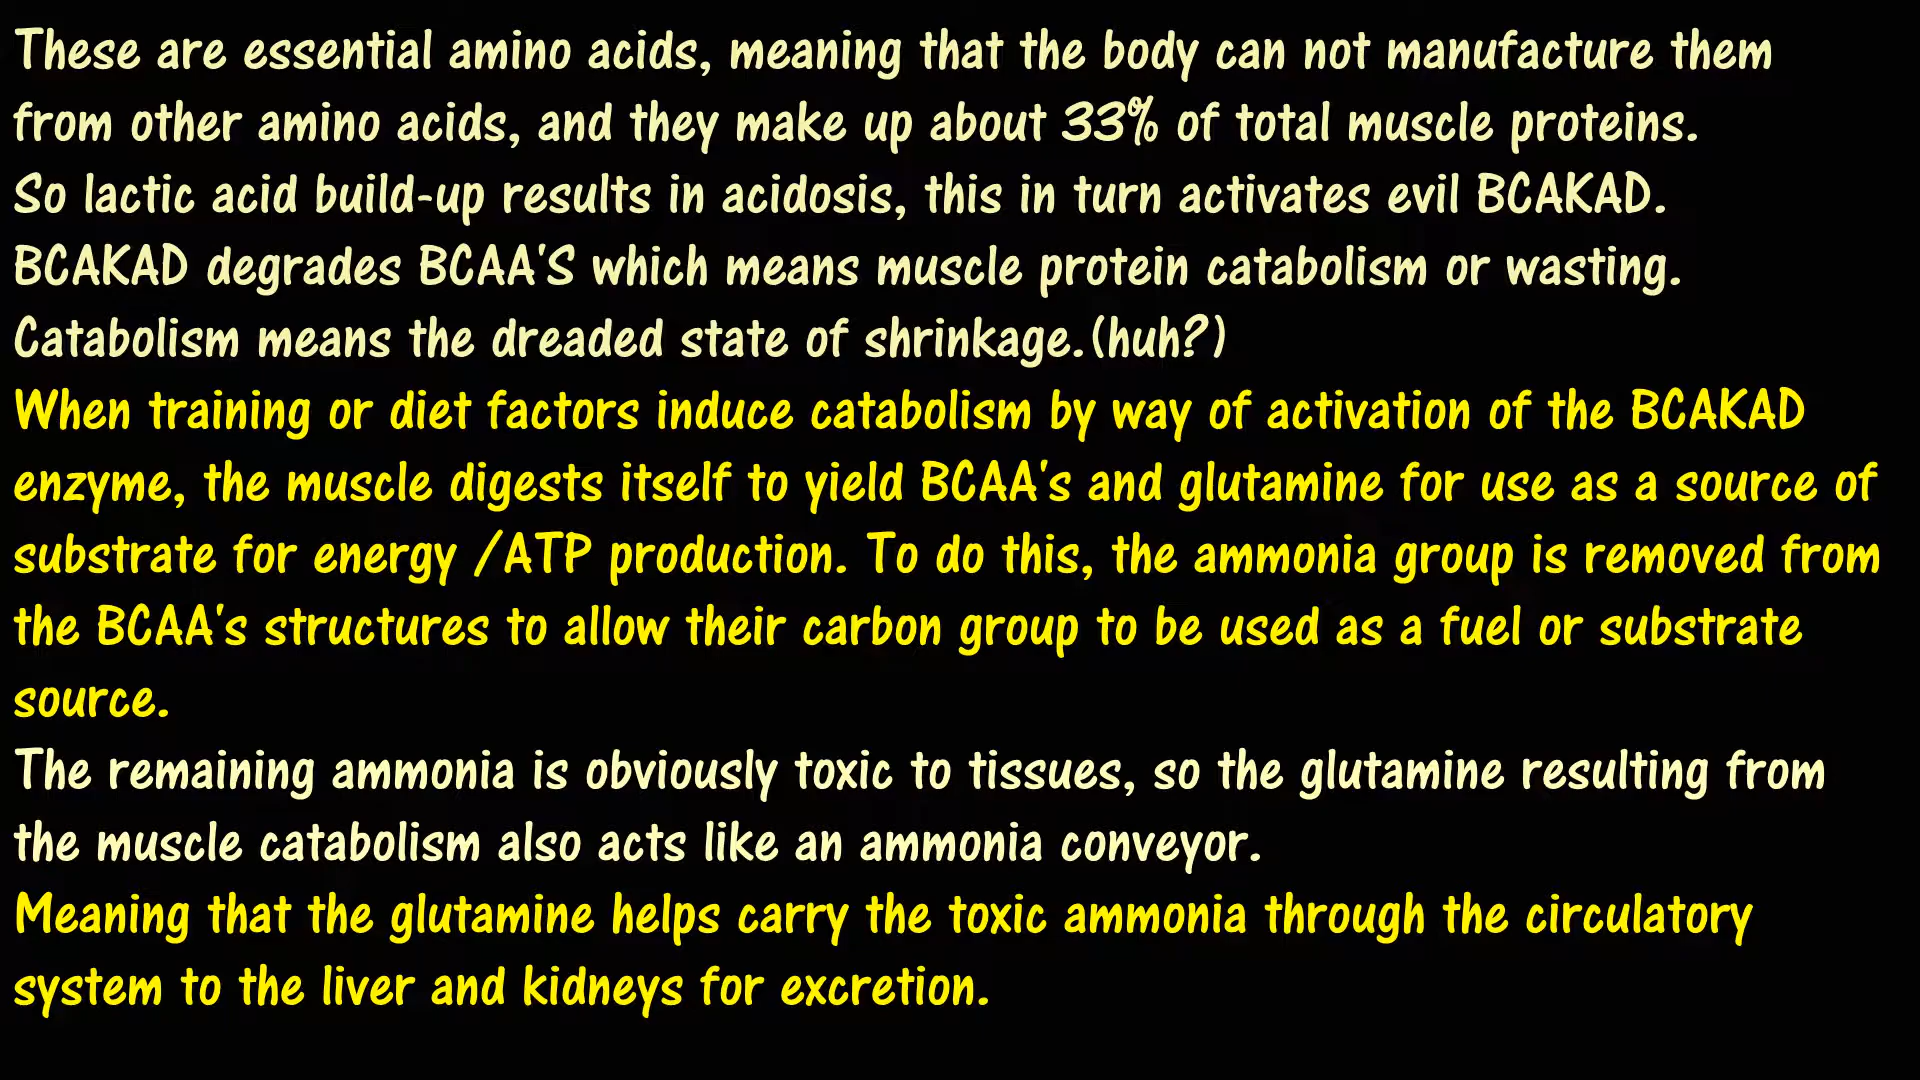 These are essential amino acids, meaning that the body can not manufacture them
from other amino acids, and they make up about 33% of total muscle proteins.
So lactic acid build-up results in acidosis, this in turn activates evil BCAKAD.
BCAKAD degrades BCAA'S which means muscle protein catabolism or wasting.
Catabolism means the dreaded state of shrinkage.(huh?)
When training or diet factors induce catabolism by way of activation of the BCAKAD
enzyme, the muscle digests itself to yield BCAA's and glutamine for use as a source of
substrate for energy /ATP production. To do this, the ammonia group is removed from
the BCAA's structures to allow their carbon group to be used as a fuel or substrate
source.
The remaining ammonia is obviously toxic to tissues, so the glutamine resulting from
the muscle catabolism also acts like an ammonia conveyor.
Meaning that the glutamine helps carry the toxic ammonia through the circulatory
system to the liver and kidneys for excretion.